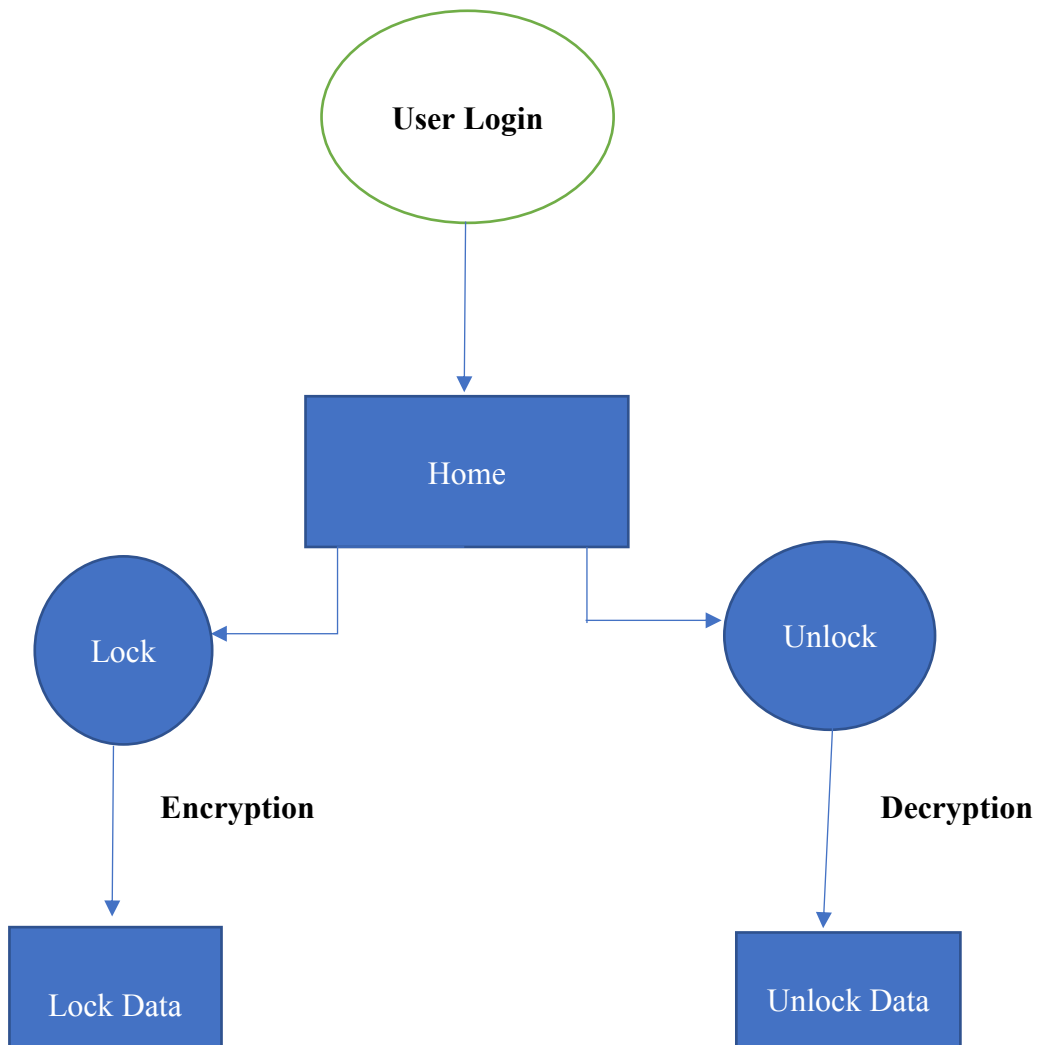 User Login
Home
Lock
Unlock
Encryption
Decryption
Lock Data
Unlock Data